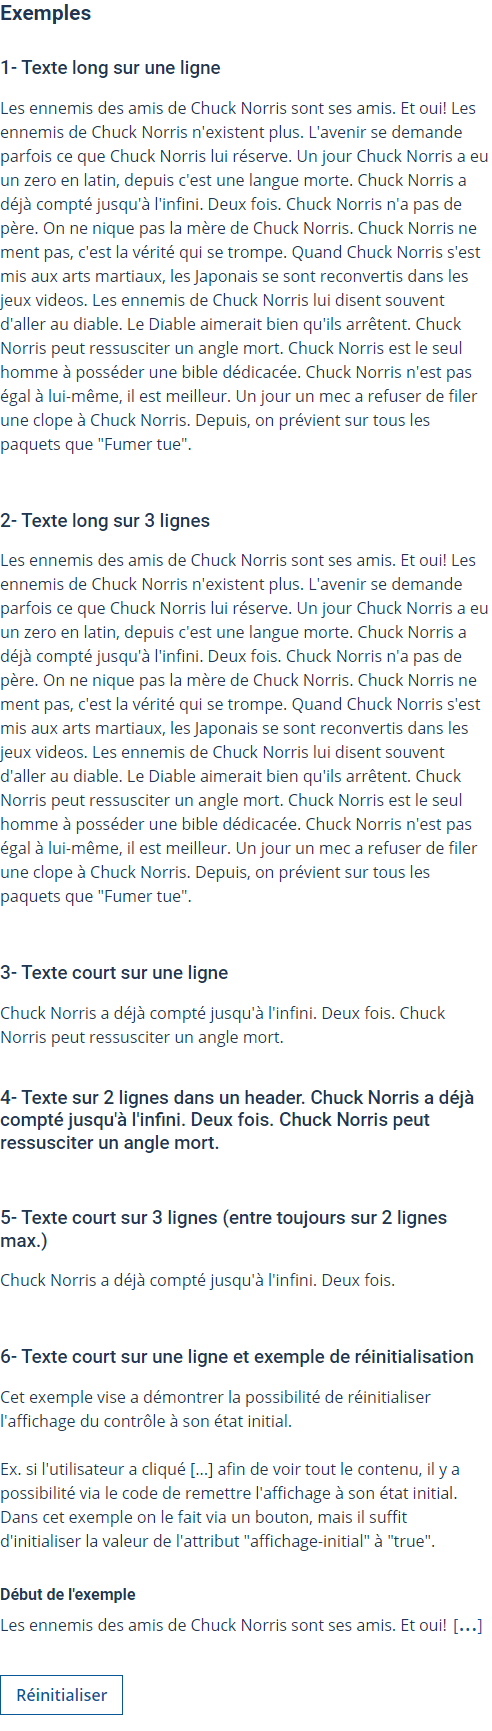 Exemples
1- Texte long sur une ligne
Les ennemis des amis de Chuck Norris sont ses amis. Et oui! Les
ennemis de Chuck Norris n'existent plus. L'avenir se demande
parfois ce que Chuck Norris lui réserve. Un jour Chuck Norris a eu
un zero en latin, depuis c'est une langue morte. Chuck Norris a
déjà compté jusqu'à l'infini. Deux fois. Chuck Norris n'a pas de
père. On ne nique pas la mère de Chuck Norris. Chuck Norris ne
ment pas, c'est la vérité qui se trompe. Quand Chuck Norris s'est
mis aux arts martiaux, les Japonais se sont reconvertis dans les
jeux videos. Les ennemis de Chuck Norris lui disent souvent
d'aller au diable. Le Diable aimerait bien qu'ils arrêtent. Chuck
Norris peut ressusciter un angle mort. Chuck Norris est le seul
homme à posséder une bible dédicacée. Chuck Norris n'est pas
égal à lui-même, il est meilleur. Un jour un mec a refuser de filer
une clope à Chuck Norris. Depuis, on prévient sur tous les
paquets que "Fumer tue".
2- Texte long sur 3 lignes
Les ennemis des amis de Chuck Norris sont ses amis. Et oui! Les
ennemis de Chuck Norris n'existent plus. L'avenir se demande
parfois ce que Chuck Norris lui réserve. Un jour Chuck Norris a eu
un zero en latin, depuis c'est une langue morte. Chuck Norris a
déjà compté jusqu'à l'infini. Deux fois. Chuck Norris n'a pas de
père. On ne nique pas la mère de Chuck Norris. Chuck Norris ne
ment pas, c'est la vérité qui se trompe. Quand Chuck Norris s'est
mis aux arts martiaux, les Japonais se sont reconvertis dans les
jeux videos. Les ennemis de Chuck Norris lui disent souvent
d'aller au diable. Le Diable aimerait bien qu'ils arrêtent. Chuck
Norris peut ressusciter un angle mort. Chuck Norris est le seul
homme à posséder une bible dédicacée. Chuck Norris n'est pas
égal à lui-même, il est meilleur. Un jour un mec a refuser de filer
une clope à Chuck Norris. Depuis, on prévient sur tous les
paquets que "Fumer tue".
3- Texte court sur une ligne
Chuck Norris a déjà compté jusqu'à l'infini. Deux fois. Chuck
Norris peut ressusciter un angle mort.
4- Texte sur 2 lignes dans un header. Chuck Norris a déjà
compté jusqu'à l'infini. Deux fois. Chuck Norris peut
ressusciter un angle mort.
5- Texte court sur 3 lignes (entre toujours sur 2 lignes
max.)
Chuck Norris a déjà compté jusqu'à l'infini. Deux fois.
6- Texte court sur une ligne et exemple de réinitialisation
Cet exemple vise a démontrer la possibilité de réinitialiser
l'affichage du contrôle à son état initial.
Ex. si l'utilisateur a cliqué [...] afin de voir tout le contenu, il y a
possibilité via le code de remettre l'affichage à son état initial.
Dans cet exemple on le fait via un bouton, mais il suffit
d'initialiser la valeur de l'attribut "affichage-initial" à "true".
Début de l'exemple
Les ennemis des amis de Chuck Norris sont ses amis. Et oui! [...]
Réinitialiser